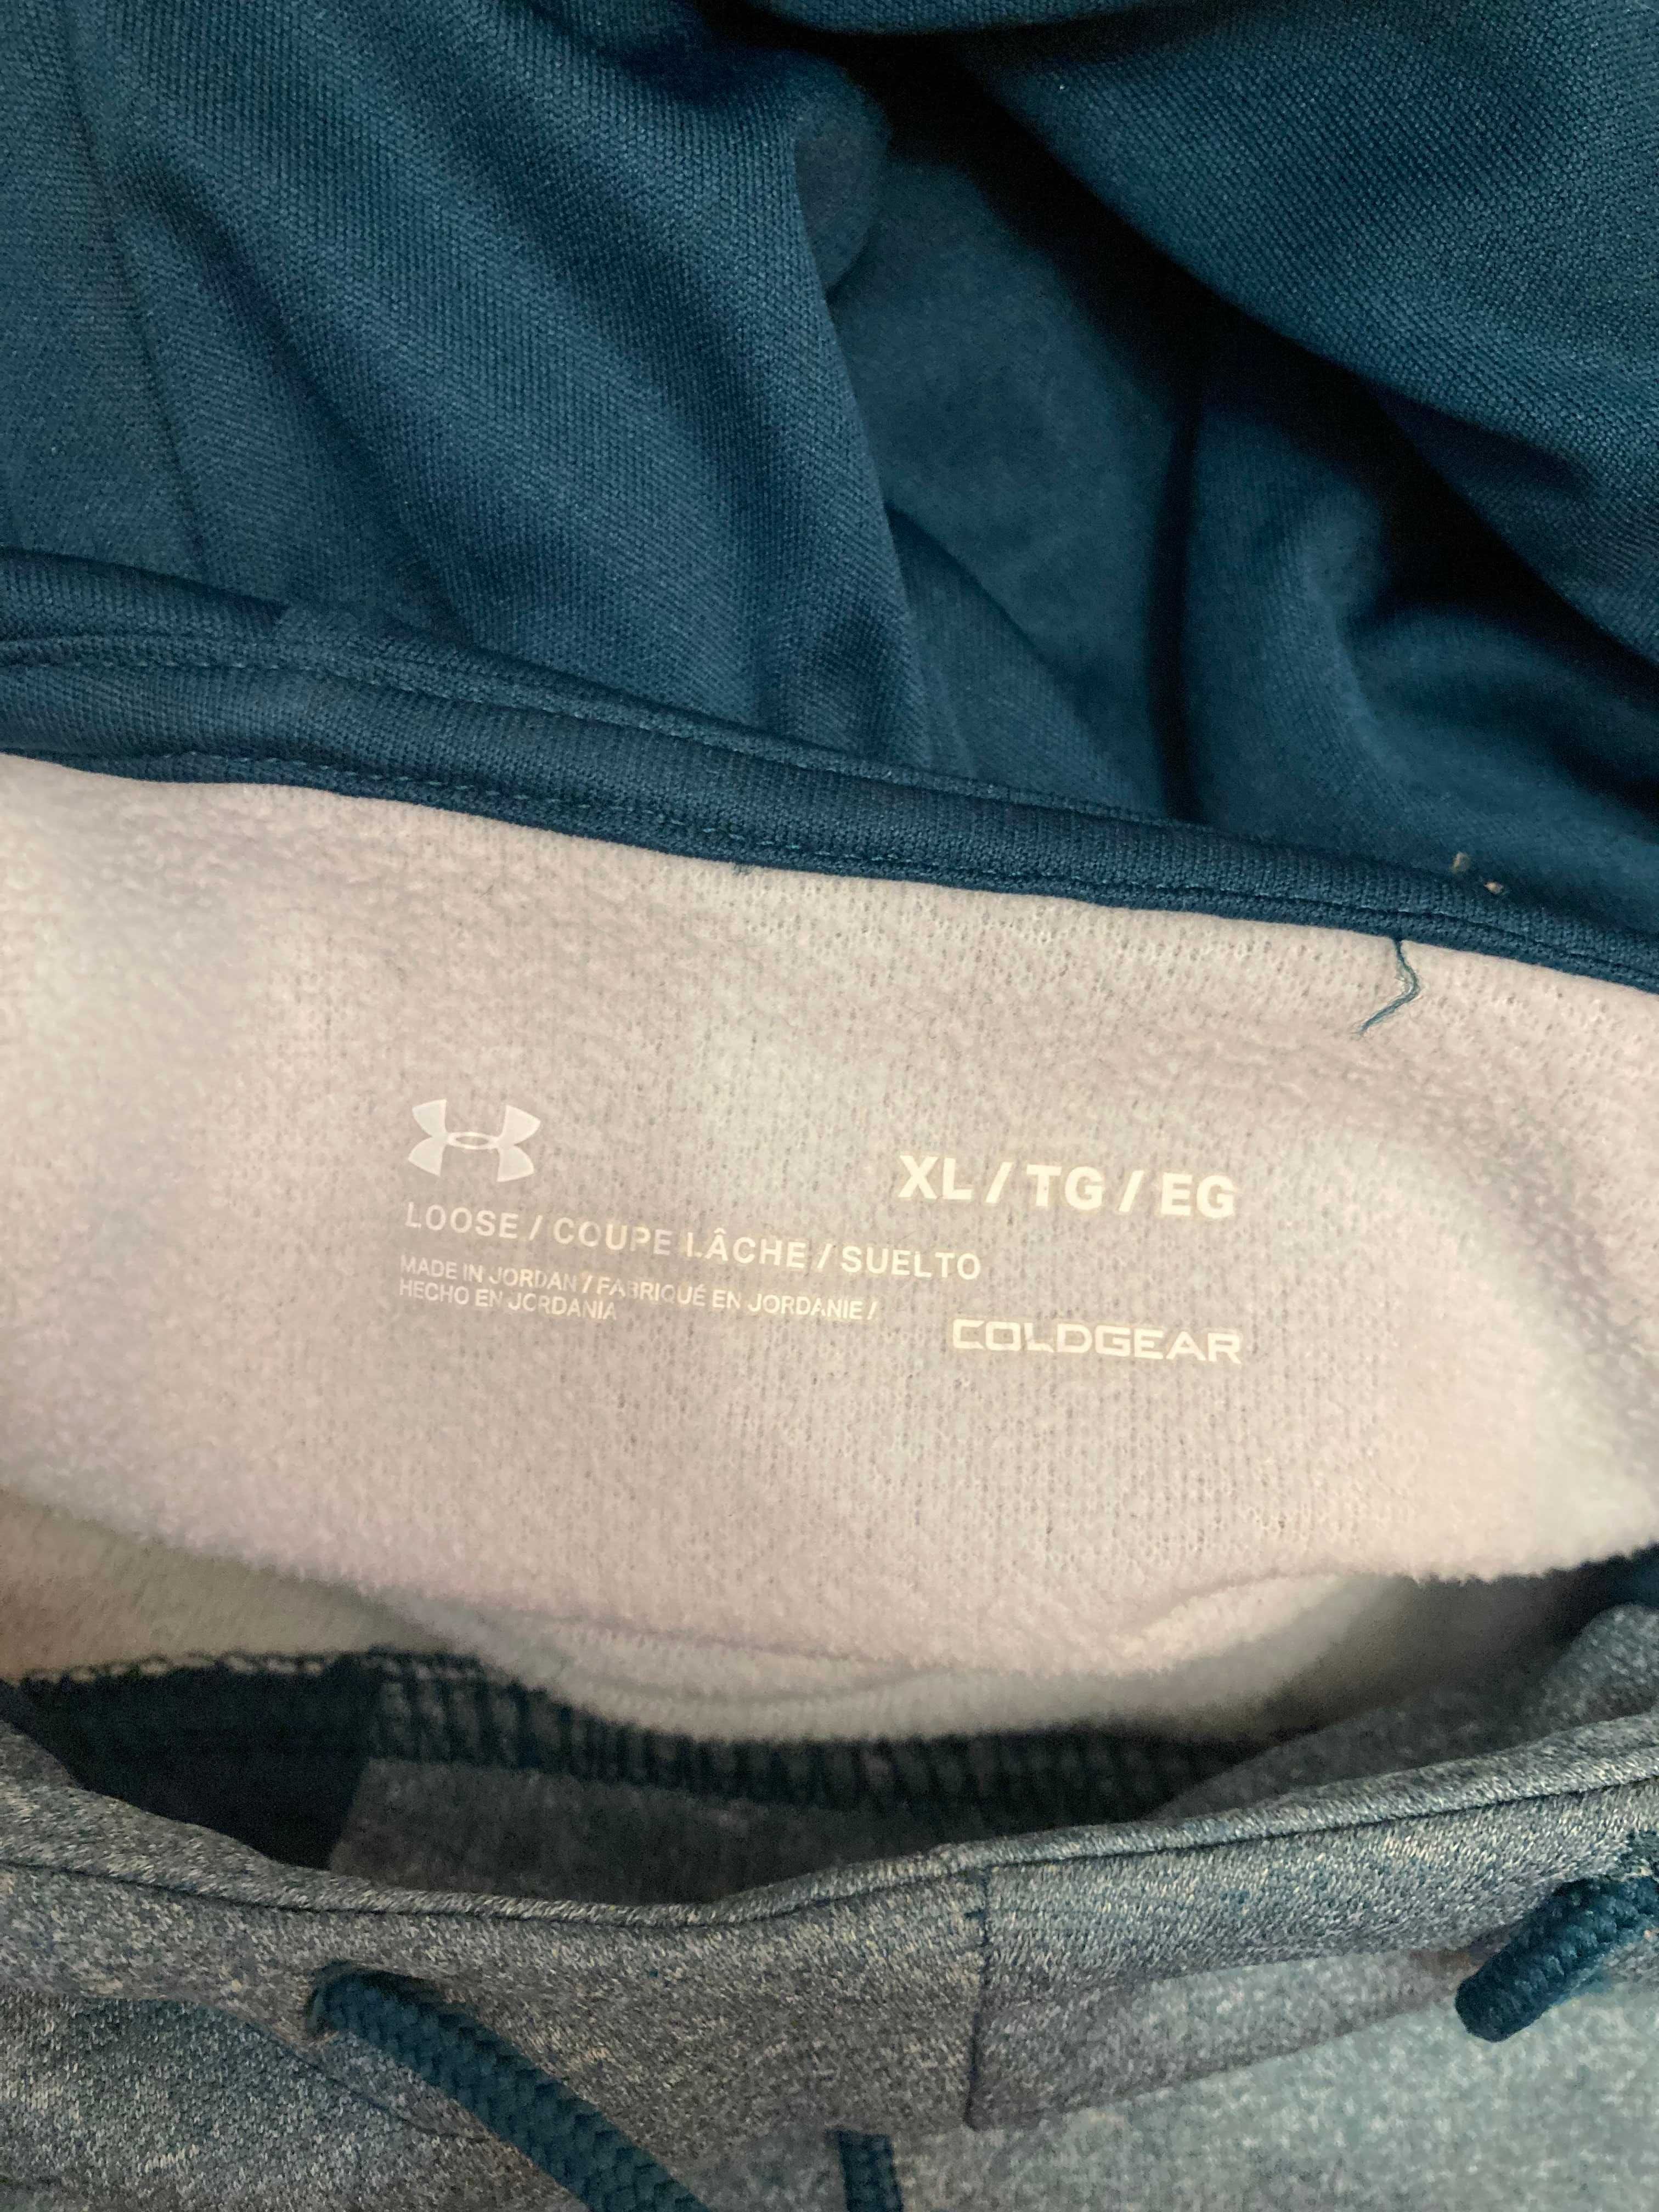 XL / TG / EG
LOOSE / COUPE LÂCHE / SUELTO
MADE IN JORDAN / FABRIQUÉ EN JORDANIE /
HECHO EN JORDANIA
COLDGEAR